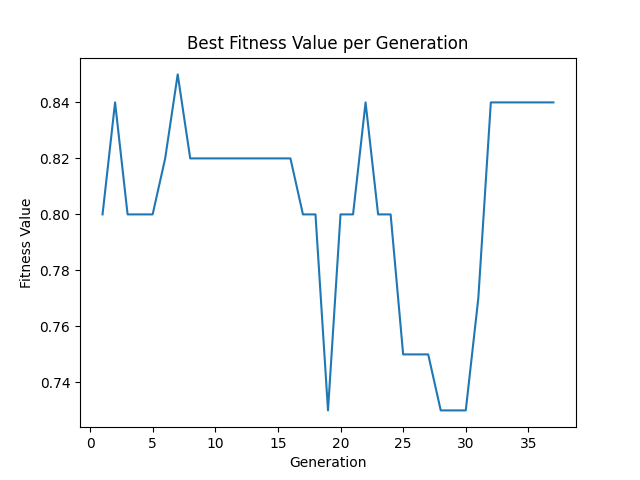 Best Fitness Value per Generation
0.84
0.82
0.80
0.78
0.76
0.74
Fitness Value
0 5 10 15 20 25 30 35
Generation